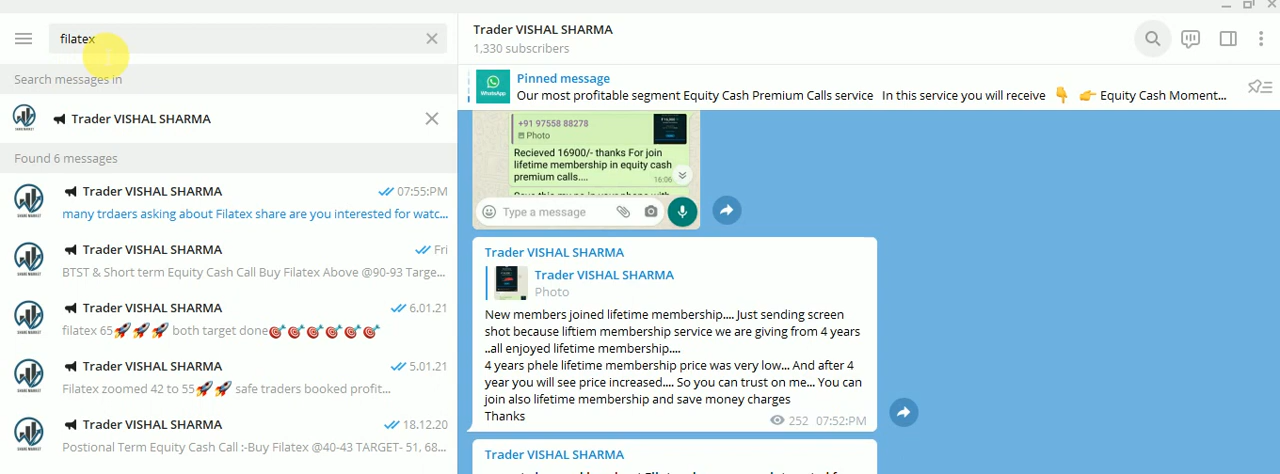 filatex
Search messages in
Trader VISHAL SHARMA
Found 6 messages
Trader VISHAL SHARMA 07:55:PM
many trdaers asking about Filatex share are you interested for watc...
Trader VISHAL SHARMA Fri
BTST & Short term Equity Cash Call Buy Filatex Above @90-93 Targe...
Trader VISHAL SHARMA 6.01.21
filatex 65🚀🚀🚀 both target done🎯🎯🎯🎯🎯🎯
Trader VISHAL SHARMA 5.01.21
Filatex zoomed 42 to 55🚀🚀 safe traders booked profit...
Trader VISHAL SHARMA 18.12.20
Postional Term Equity Cash Call :-Buy Filatex @40-43 TARGET- 51, 68...
Trader VISHAL SHARMA
1,330 subscribers
WhatsApp
Pinned message
Our most profitable segment Equity Cash Premium Calls service In this service you will receive 👇 👉 Equity Cash Moment...
+91 97558 88278
Photo
Recieved 16900/- thanks For join
lifetime membership in equity cash
premium calls....
16:06
Type a message
Trader VISHAL SHARMA
Trader VISHAL SHARMA
Photo
New members joined lifetime membership.... Just sending screen
shot because liftiem membership service we are giving from 4 years
..all enjoyed lifetime membership....
4 years phele lifetime membership price was very low... And after 4
year you will see price increased.... So you can trust on me... You can
join also lifetime membership and save money charges
Thanks
252 07:52:PM
Trader VISHAL SHARMA